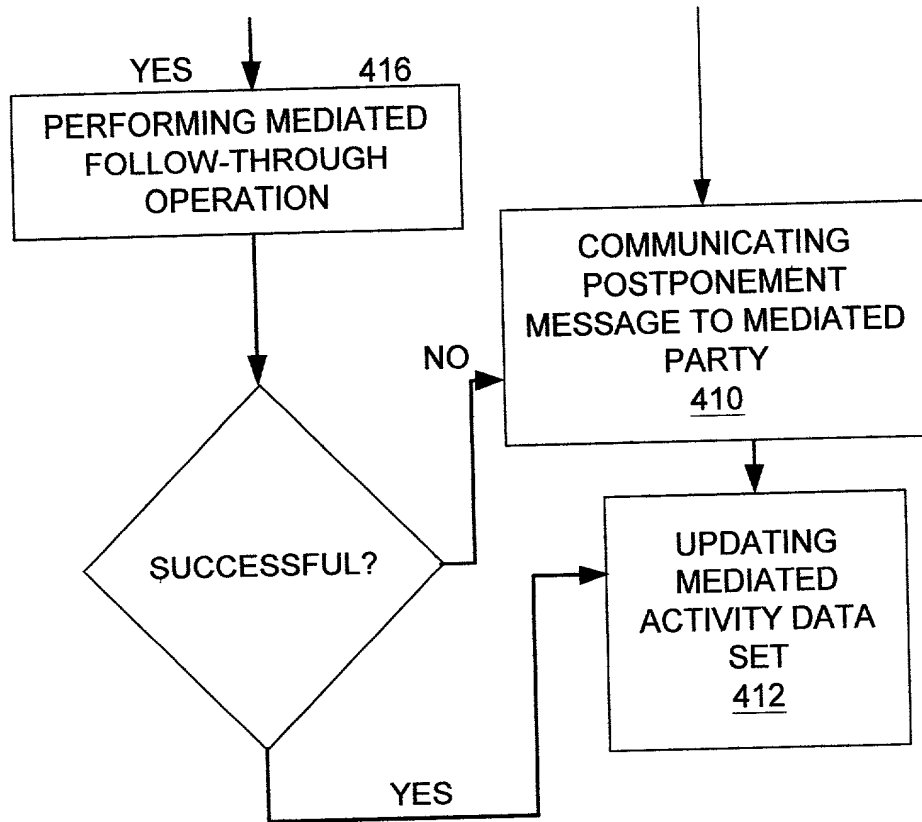 YES
416
PERFORMING MEDIATED
FOLLOW-THROUGH
OPERATION
COMMUNICATING
POSTPONEMENT
MESSAGE TO MEDIATED
PARTY
410
NO
SUCCESSFUL?
UPDATING
MEDIATED
ACTIVITY DATA
SET
412
YES